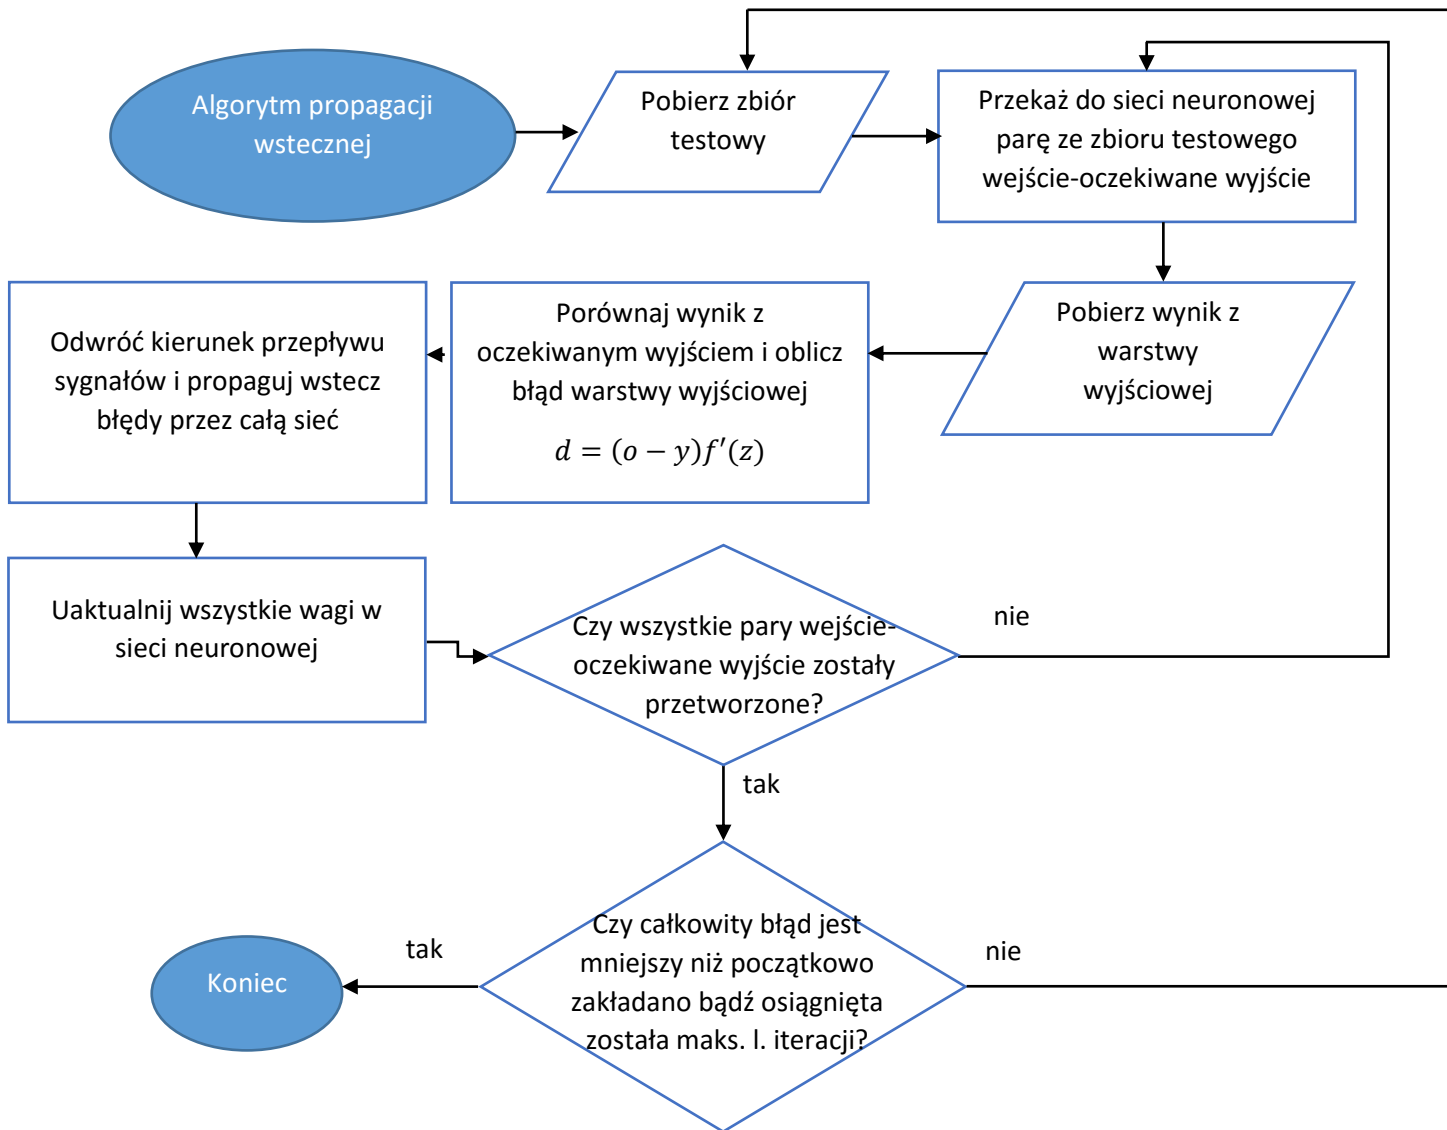 Algorytm propagacji
wstecznej
Pobierz zbiór
testowy
Przekaż do sieci neuronowej
parę ze zbioru testowego
wejście-oczekiwane wyjście
Odwróć kierunek przepływu
sygnałów i propaguj wstecz
błędy przez całą sieć
Porównaj wynik z
oczekiwanym wyjściem i oblicz
błąd warstwy wyjściowej
d = (o − y)f′(z)
Pobierz wynik z
warstwy
wyjściowej
Uaktualnij wszystkie wagi w
sieci neuronowej
Czy wszystkie pary wejście-
oczekiwane wyjście zostały
przetworzone?
nie
tak
Koniec
tak
Czy całkowity błąd jest
mniejszy niż początkowo
zakładano bądź osiągnięta
została maks. l. iteracji?
nie